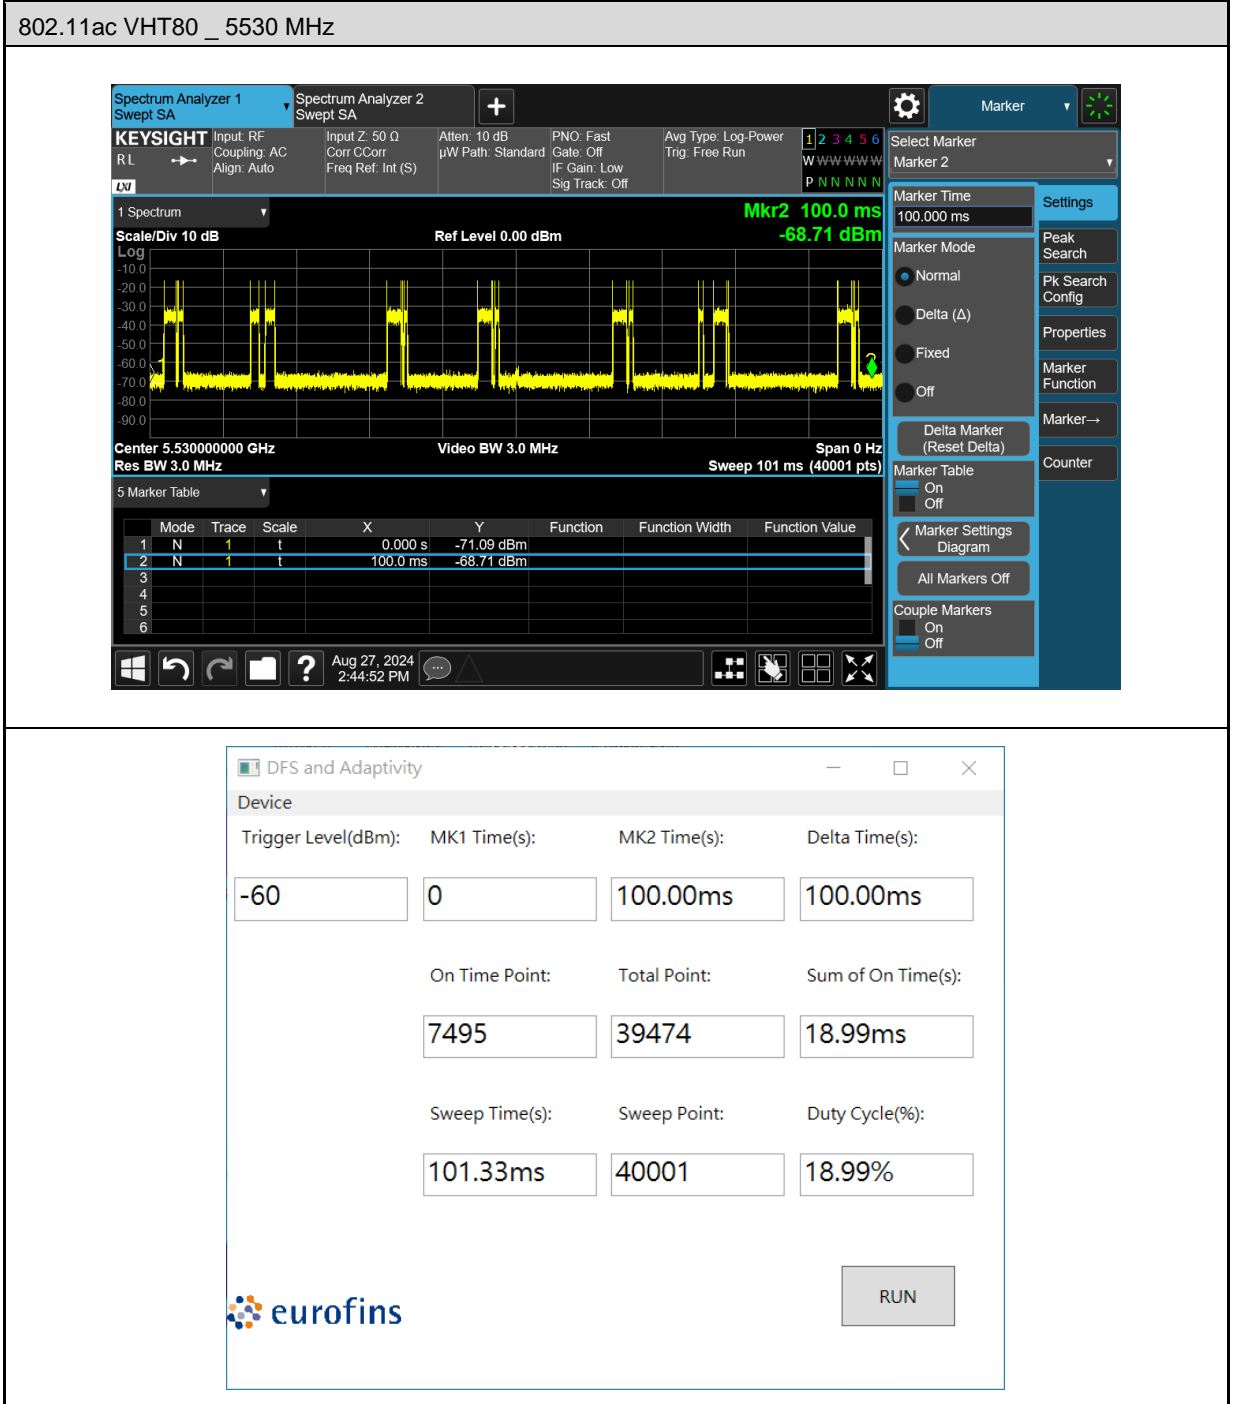 802.11ac VHT80 _ 5530 MHz
Spectrum Analyzer 1
Swept SA
Spectrum Analyzer 2
Swept SA
Marker
KEYSIGHT
RL
LXI
Input: RF
Coupling: AC
Align: Auto
Input Z: 50 Ω
Corr CCorr
Freq Ref: Int (S)
Atten: 10 dB
µW Path: Standard
PNO: Fast
Gate: Off
IF Gain: Low
Sig Track: Off
Avg Type: Log-Power
Trig: Free Run
1 2 3 4 5 6
W W W W W W
P N N N N N
Select Marker
Marker 2
1 Spectrum
Mkr2 100.0 ms
-68.71 dBm
Scale/Div 10 dB
Ref Level 0.00 dBm
Log
-10.0
-20.0
-30.0
-40.0
-50.0
-60.0
-70.0
-80.0
-90.0
1
2
Center 5.530000000 GHz
Video BW 3.0 MHz
Span 0 Hz
Res BW 3.0 MHz
Sweep 101 ms (40001 pts)
5 Marker Table
Mode Trace Scale X Y Function Function Width Function Value
1 N 1 t 0.000 s -71.09 dBm
2 N 1 t 100.0 ms -68.71 dBm
3
4
5
6
Marker Time
100.000 ms
Marker Mode
Normal
Delta (Δ)
Fixed
Off
Delta Marker
(Reset Delta)
Marker Table
On
Off
Marker Settings
Diagram
All Markers Off
Couple Markers
On
Off
Settings
Peak
Search
Pk Search
Config
Properties
Marker
Function
Marker→
Counter
?
Aug 27, 2024
2:44:52 PM
DFS and Adaptivity
Device
Trigger Level(dBm): MK1 Time(s): MK2 Time(s): Delta Time(s):
-60 0 100.00ms 100.00ms
On Time Point: Total Point: Sum of On Time(s):
7495 39474 18.99ms
Sweep Time(s): Sweep Point: Duty Cycle(%):
101.33ms 40001 18.99%
RUN
eurofins